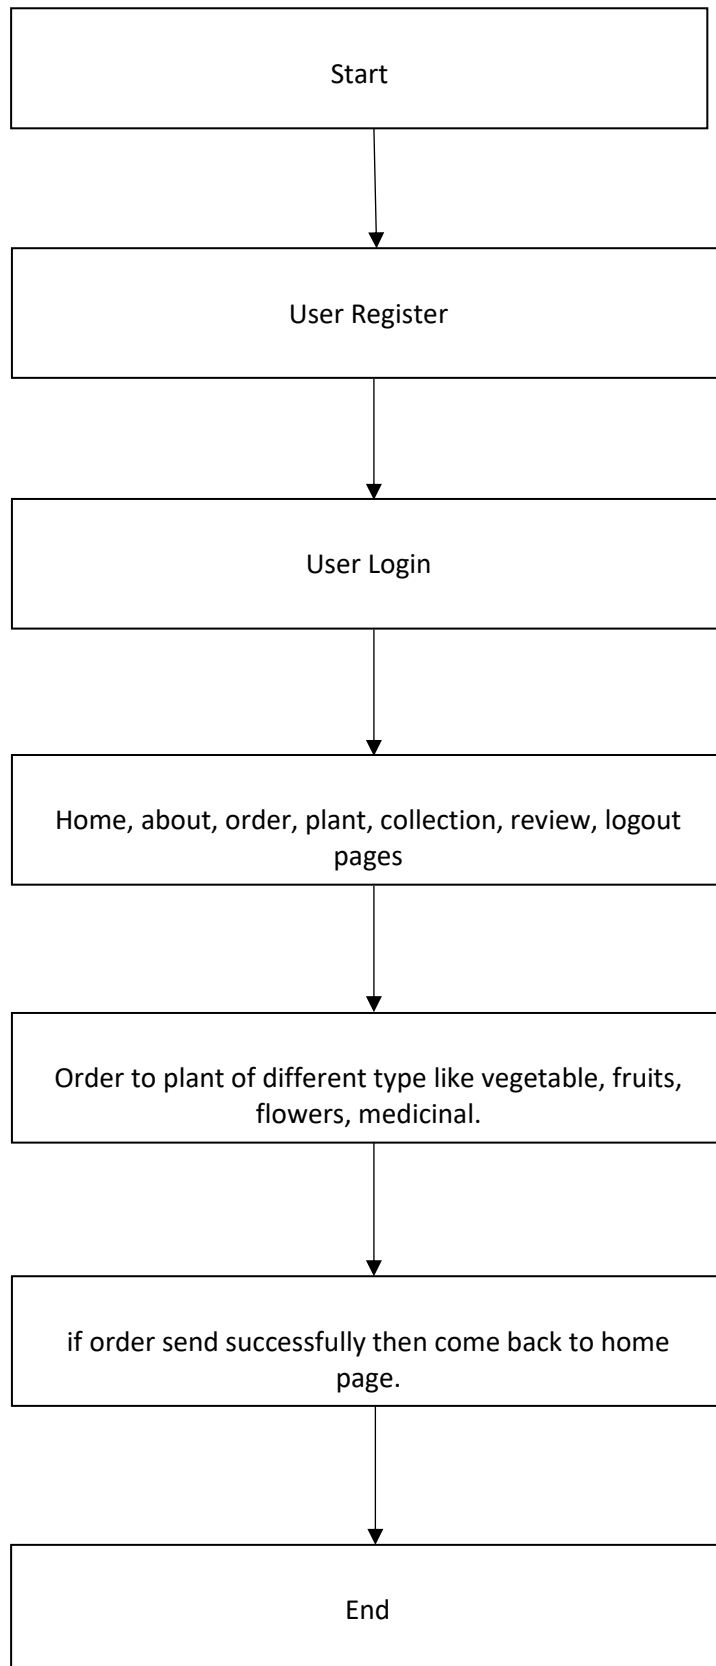 Start
User Register
User Login
Home, about, order, plant, collection, review, logout
pages
Order to plant of different type like vegetable, fruits,
flowers, medicinal.
if order send successfully then come back to home
page.
End